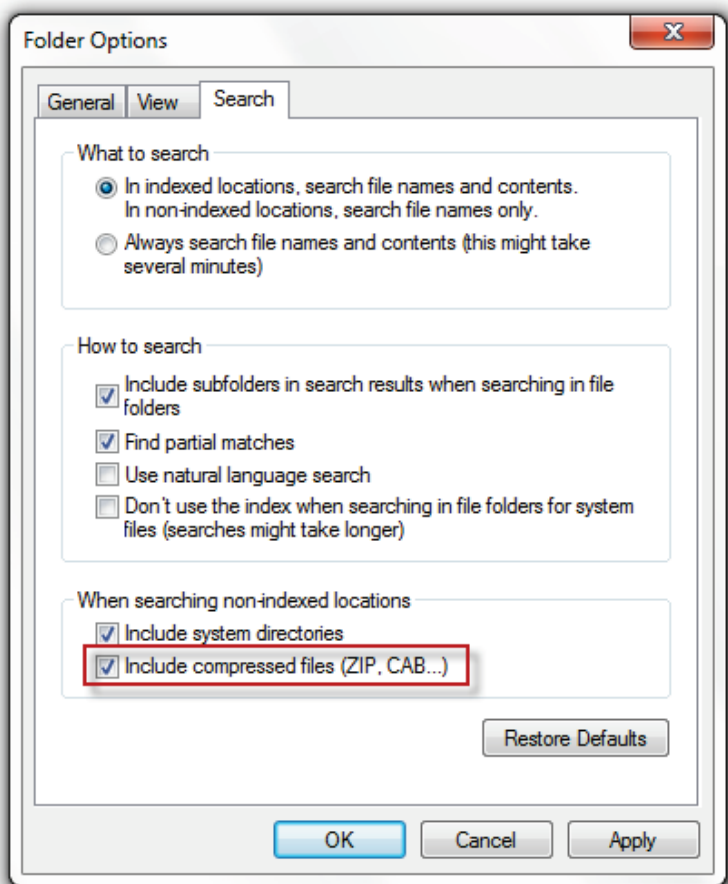 Folder Options
General View Search
What to search
In indexed locations, search file names and contents.
In non-indexed locations, search file names only.
Always search file names and contents (this might take
several minutes)
How to search
Include subfolders in search results when searching in file
folders
Find partial matches
Use natural language search
Don't use the index when searching in file folders for system
files (searches might take longer)
When searching non-indexed locations
Include system directories
Include compressed files (ZIP, CAB...)
Restore Defaults
OK Cancel Apply